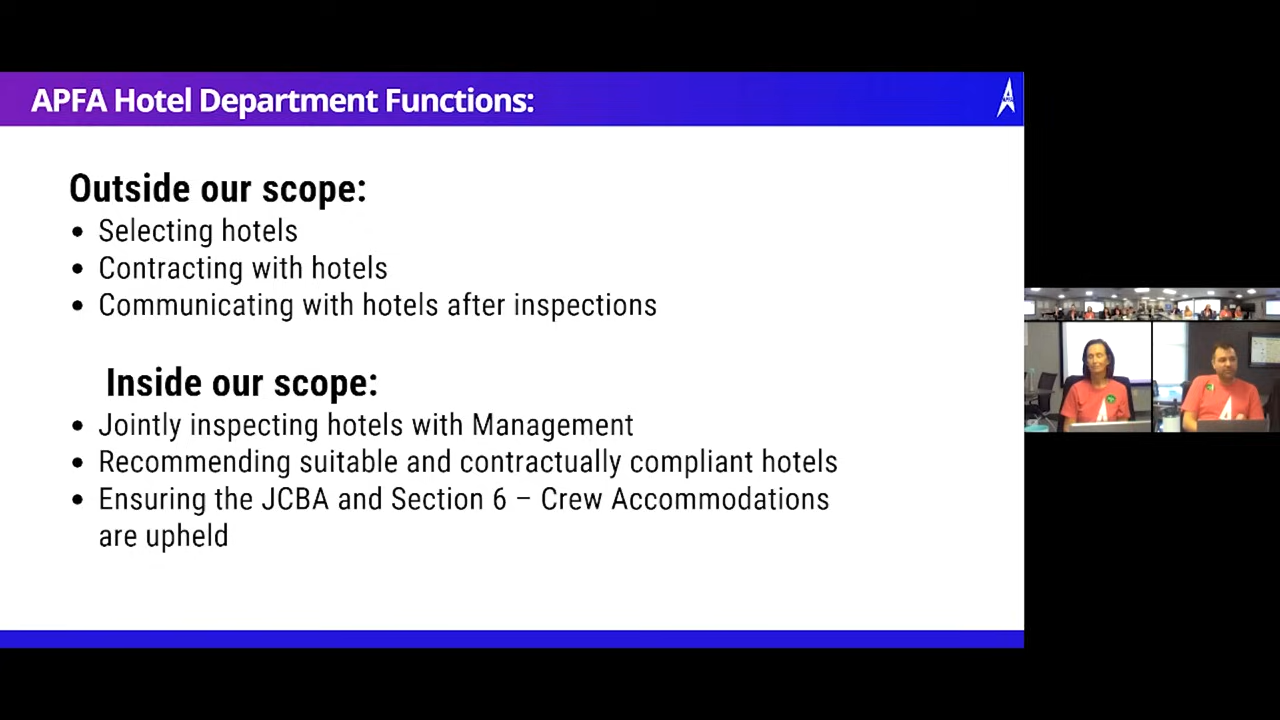 APFA Hotel Department Functions:
Outside our scope:
• Selecting hotels
• Contracting with hotels
• Communicating with hotels after inspections
Inside our scope:
• Jointly inspecting hotels with Management
• Recommending suitable and contractually compliant hotels
• Ensuring the JCBA and Section 6 – Crew Accommodations
are upheld